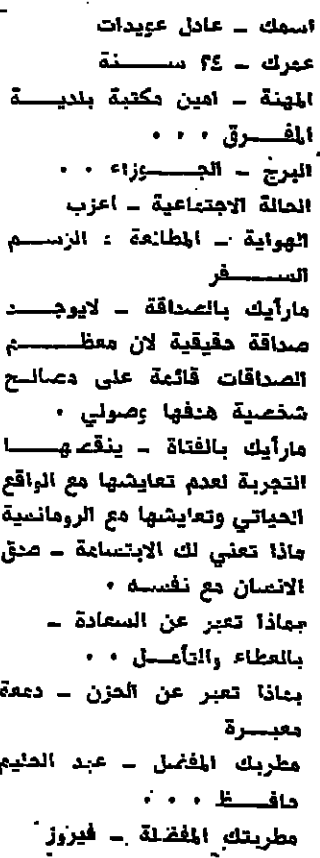 اسمك – عادل عويدات
عمرك – ٢٤ سنة
المهنة – امين مكتبة بلدية
المفرق . . .
البرج – الجوزاء . .
الحالة الاجتماعية – اعزب
الهواية – المطالعة : الرسم
السفر
مارأيك بالصداقة – لايوجد
صداقة حقيقية لان معظم
الصداقات قائمة على مصالح
شخصية هدفها وصولي .
مارأيك بالفتاة – ينقصها
التجربة لعدم تعايشها مع الواقع
الحياتي وتعايشها مع الرومانسية
ماذا تعني لك الابتسامة – صدق
الانسان مع نفسه .
بماذا تعبر عن السعادة –
بالعطاء والتأمل . .
بماذا تعبر عن الحزن – دمعة
معبرة
مطربك المفضل – عبد الحليم
حافظ . . .
مطربتك المفضلة – فيروز